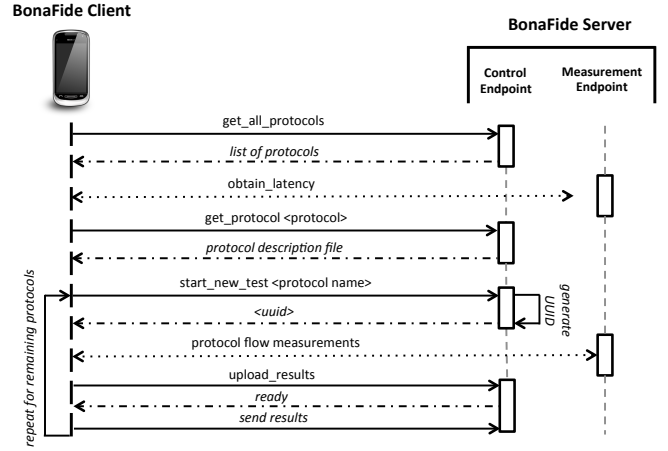 BonaFide Client
BonaFide Server
Control
Endpoint
Measurement
Endpoint
get_all_protocols
list of protocols
obtain_latency
get_protocol <protocol>
protocol description file
start_new_test <protocol name>
<uuid>
generate
UUID
protocol flow measurements
upload_results
ready
send results
repeat for remaining protocols